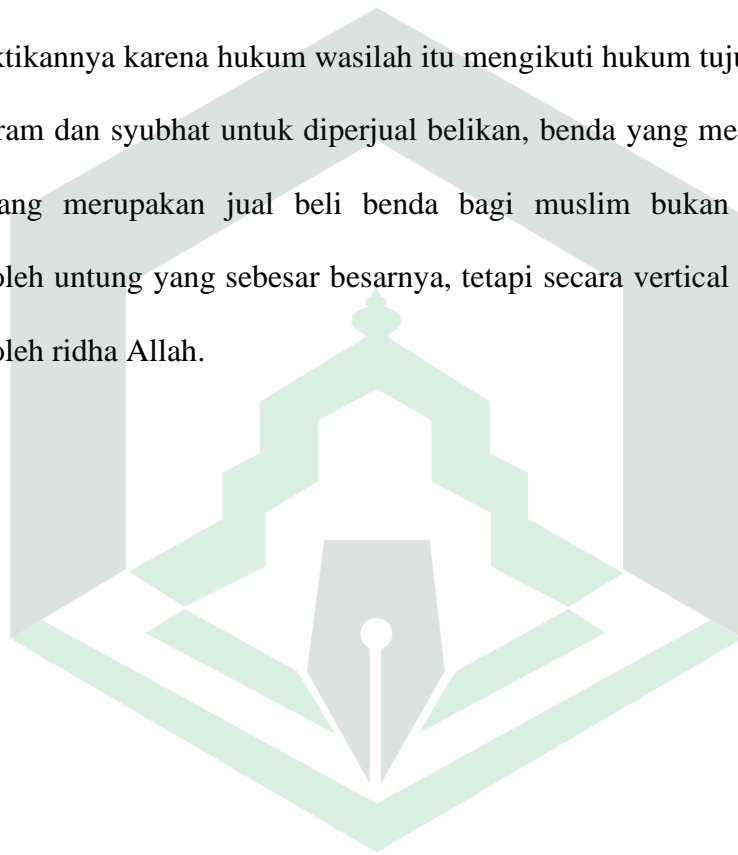 ktikannya karena hukum wasilah itu mengikuti hukum tuju
ram dan syubhat untuk diperjual belikan, benda yang me
ang merupakan jual beli benda bagi muslim bukan
oleh untung yang sebesar besarnya, tetapi secara vertical
oleh ridha Allah.